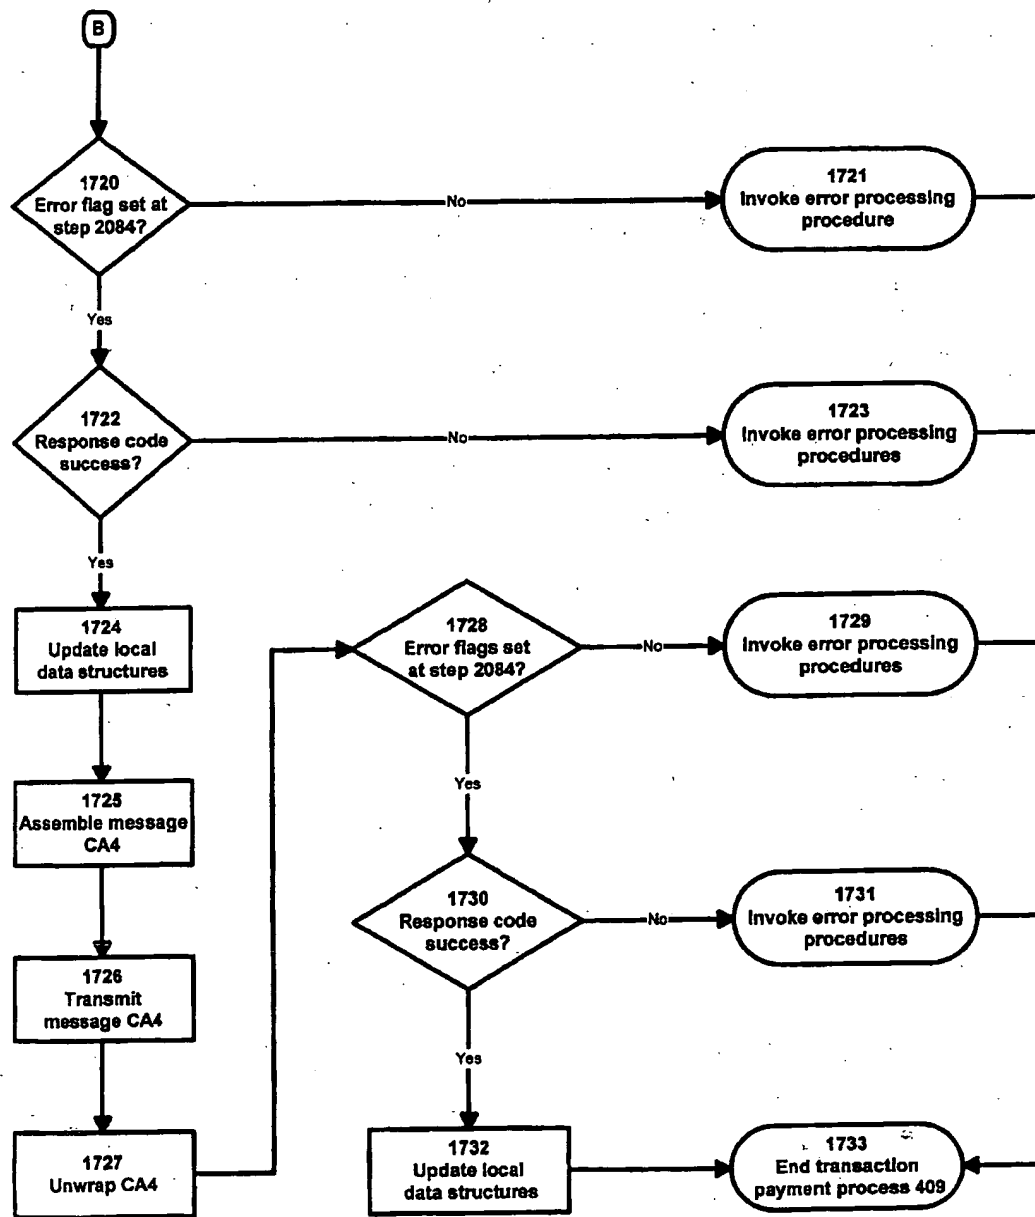 B
1720
Error flag set at
step 2084?
No
1721
Invoke error processing
procedure
Yes
1722
Response code
success?
No
1723
Invoke error processing
procedures
Yes
1724
Update local
data structures
1725
Assemble message
CA4
1726
Transmit
message CA4
1727
Unwrap CA4
1728
Error flags set
at step 2084?
No
1729
Invoke error processing
procedures
Yes
1730
Response code
success?
No
1731
Invoke error processing
procedures
Yes
1732
Update local
data structures
1733
End transaction
payment process 409